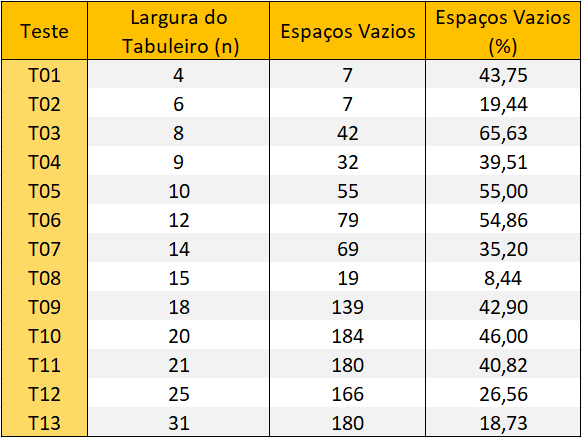 Teste Largura do Tabuleiro (n) Espaços Vazios Espaços Vazios (%)
T01 4 7 43,75
T02 6 7 19,44
T03 8 42 65,63
T04 9 32 39,51
T05 10 55 55,00
T06 12 79 54,86
T07 14 69 35,20
T08 15 19 8,44
T09 18 139 42,90
T10 20 184 46,00
T11 21 180 40,82
T12 25 166 26,56
T13 31 180 18,73